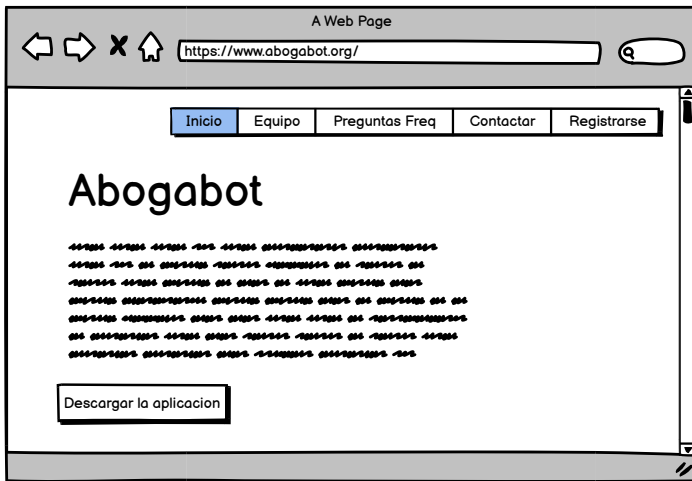 A Web Page
https://www.abogabot.org/
Inicio Equipo Preguntas Freq Contactar Registrarse
Abogabot
Descargar la aplicacion